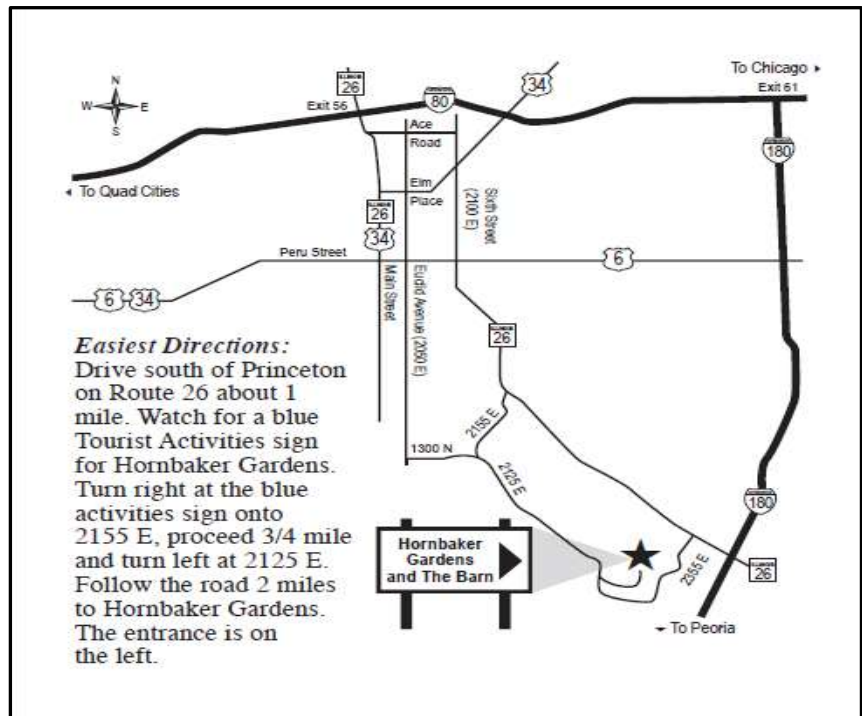 N
W E
S
ILLINOIS
26
Exit 56
80
34
To Chicago
Exit 61
180
Ace
Road
To Quad Cities
Elm
Place
26
34
Sixth Street
(2100 E)
Peru Street
6
6 34
Main Street
Euclid Avenue (2050 E)
ILLINOIS
26
Easiest Directions:
Drive south of Princeton
on Route 26 about 1
mile. Watch for a blue
Tourist Activities sign
for Hornbaker Gardens.
Turn right at the blue
activities sign onto
2155 E, proceed 3/4 mile
and turn left at 2125 E.
Follow the road 2 miles
to Hornbaker Gardens.
The entrance is on
the left.
2155 E
1300 N
2125 E
180
Hornbaker
Gardens
and The Barn
2355 E
26
To Peoria